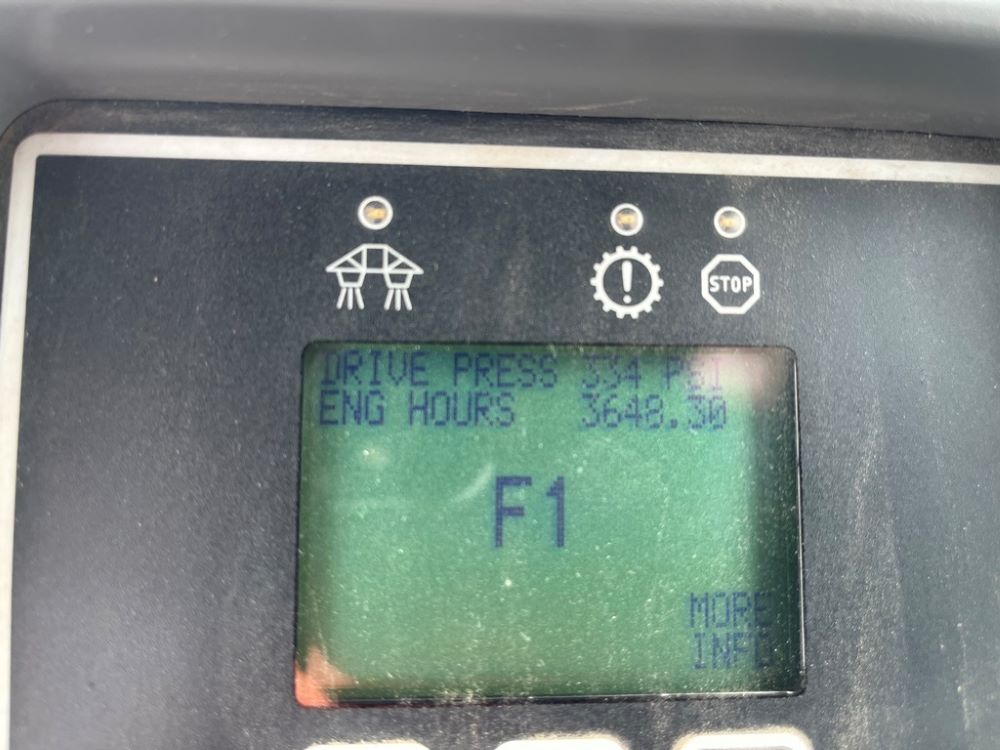 STOP
DRIVE PRESS 334 PSI
ENG HOURS 3648.30
F1
MORE
INFO